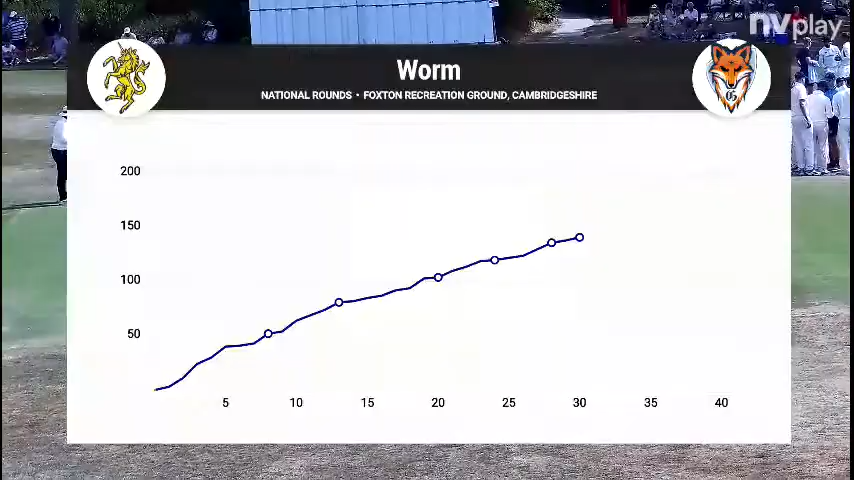 nvplay
Worm
NATIONAL ROUNDS • FOXTON RECREATION GROUND, CAMBRIDGESHIRE
200
150
100
50
5 10 15 20 25 30 35 40